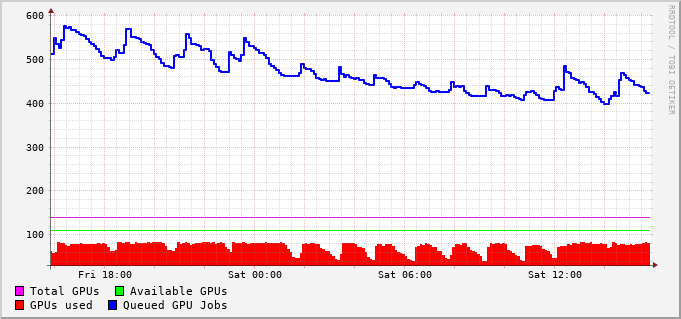 600
500
400
300
200
100
Fri 18:00 Sat 00:00 Sat 06:00 Sat 12:00
Total GPUs Available GPUs
GPUs used Queued GPU Jobs
RRDTOOL / TOBI OETIKER